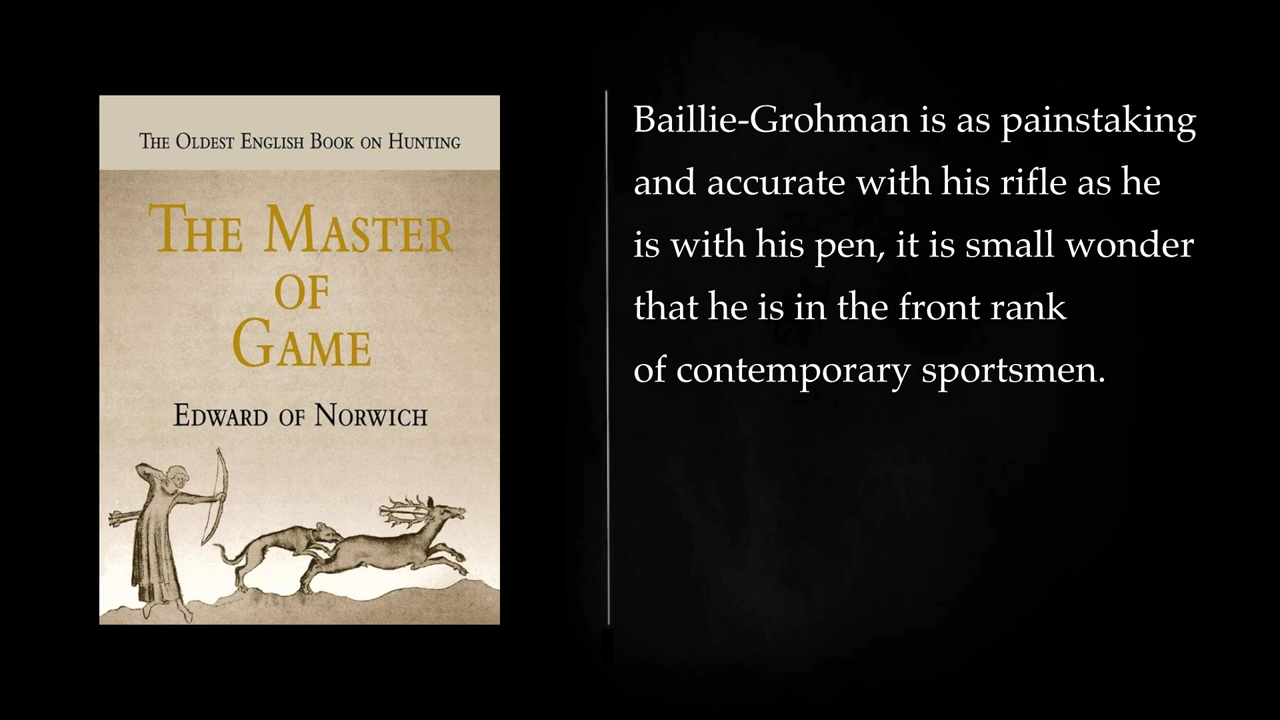 The Oldest English Book on Hunting
The Master
of
Game
Edward of Norwich
Baillie-Grohman is as painstaking
and accurate with his rifle as he
is with his pen, it is small wonder
that he is in the front rank
of contemporary sportsmen.